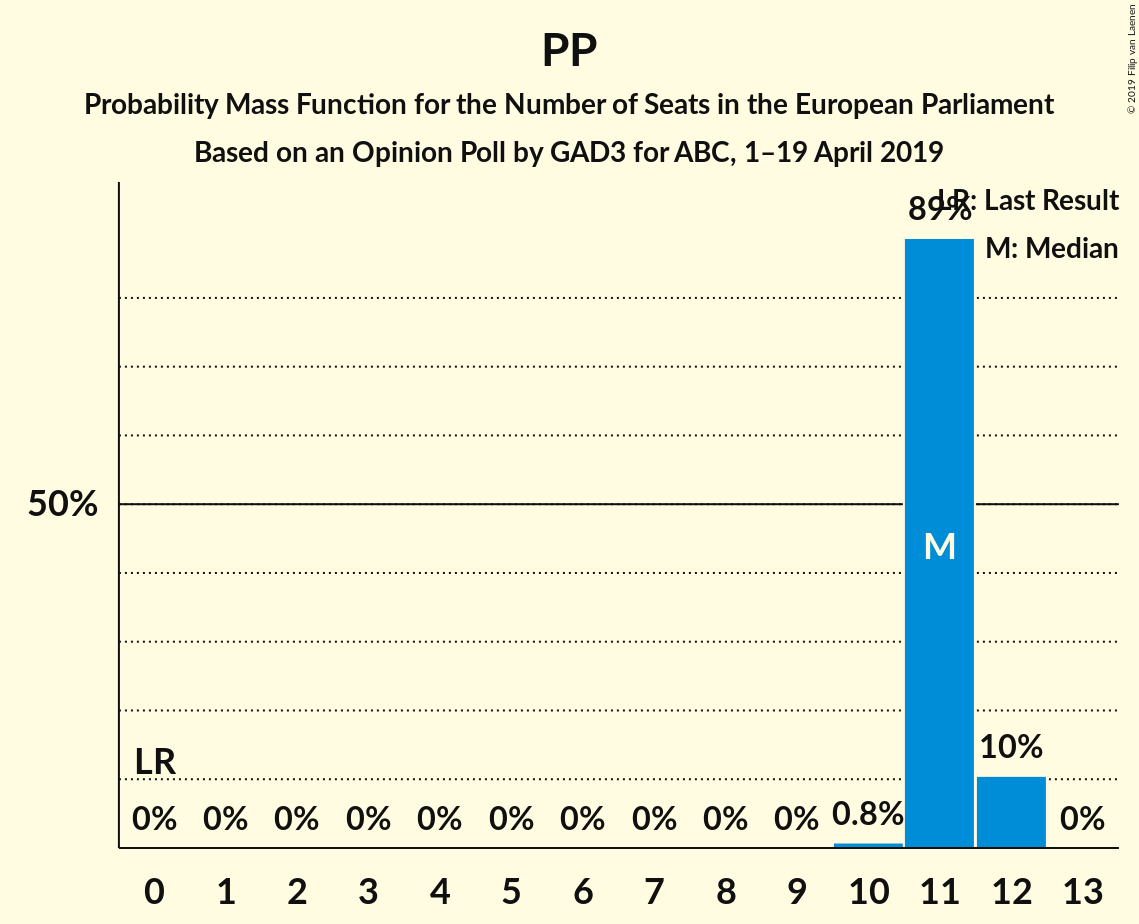 PP
Probability Mass Function for the Number of Seats in the European Parliament
Based on an Opinion Poll by GAD3 for ABC, 1–19 April 2019
© 2019 Filip van Laenen
LR: Last Result
M: Median
89%
50%
M
LR
10%
0% 0% 0% 0% 0% 0% 0% 0% 0% 0% 0.8% 0%
0 1 2 3 4 5 6 7 8 9 10 11 12 13